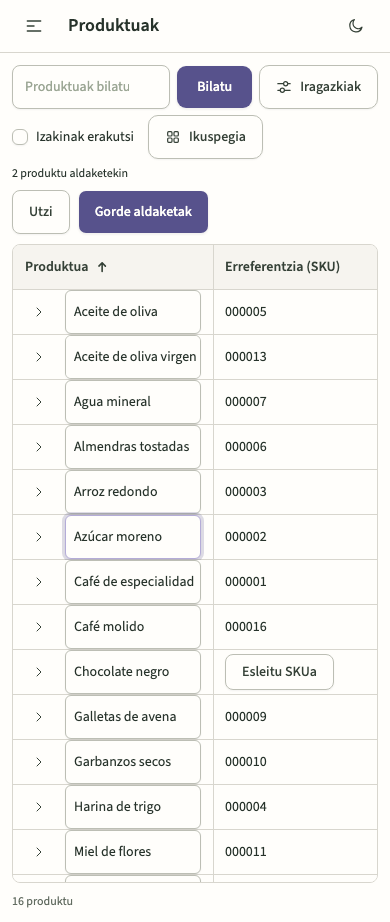 Produktuak
Produktuak bilatu
Bilatu
Iragazkiak
Izakinak erakutsi
Ikuspegia
2 produktu aldaketekin
Utzi
Gorde aldaketak
Produktua
Erreferentzia (SKU)
Aceite de oliva
000005
Aceite de oliva virgen
000013
Agua mineral
000007
Almendras tostadas
000006
Arroz redondo
000003
Azúcar moreno
000002
Café de especialidad
000001
Café molido
000016
Chocolate negro
Esleitu SKUa
Galletas de avena
000009
Garbanzos secos
000010
Harina de trigo
000004
Miel de flores
000011
16 produktu